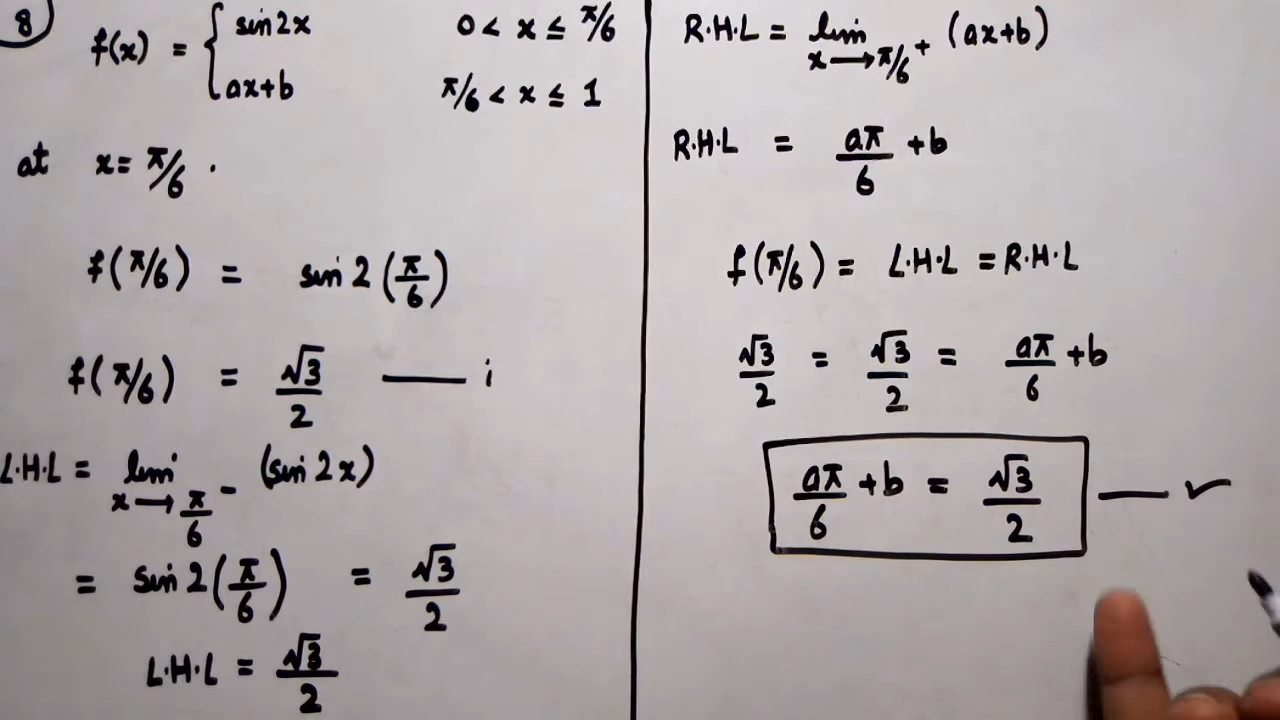 8
f(x) = { sin 2x 0 < x ≤ π/6
ax+b π/6 < x ≤ 1
at x = π/6 .
f(π/6) = sin 2(π/6)
f(π/6) = √3/2 — i
L.H.L = lim x→π/6 - (sin 2x)
= sin 2(π/6) = √3/2
L.H.L = √3/2
R.H.L = lim x→π/6+ (ax+b)
R.H.L = aπ/6 + b
f(π/6) = L.H.L = R.H.L
√3/2 = √3/2 = aπ/6 + b
aπ/6 + b = √3/2 — ✓